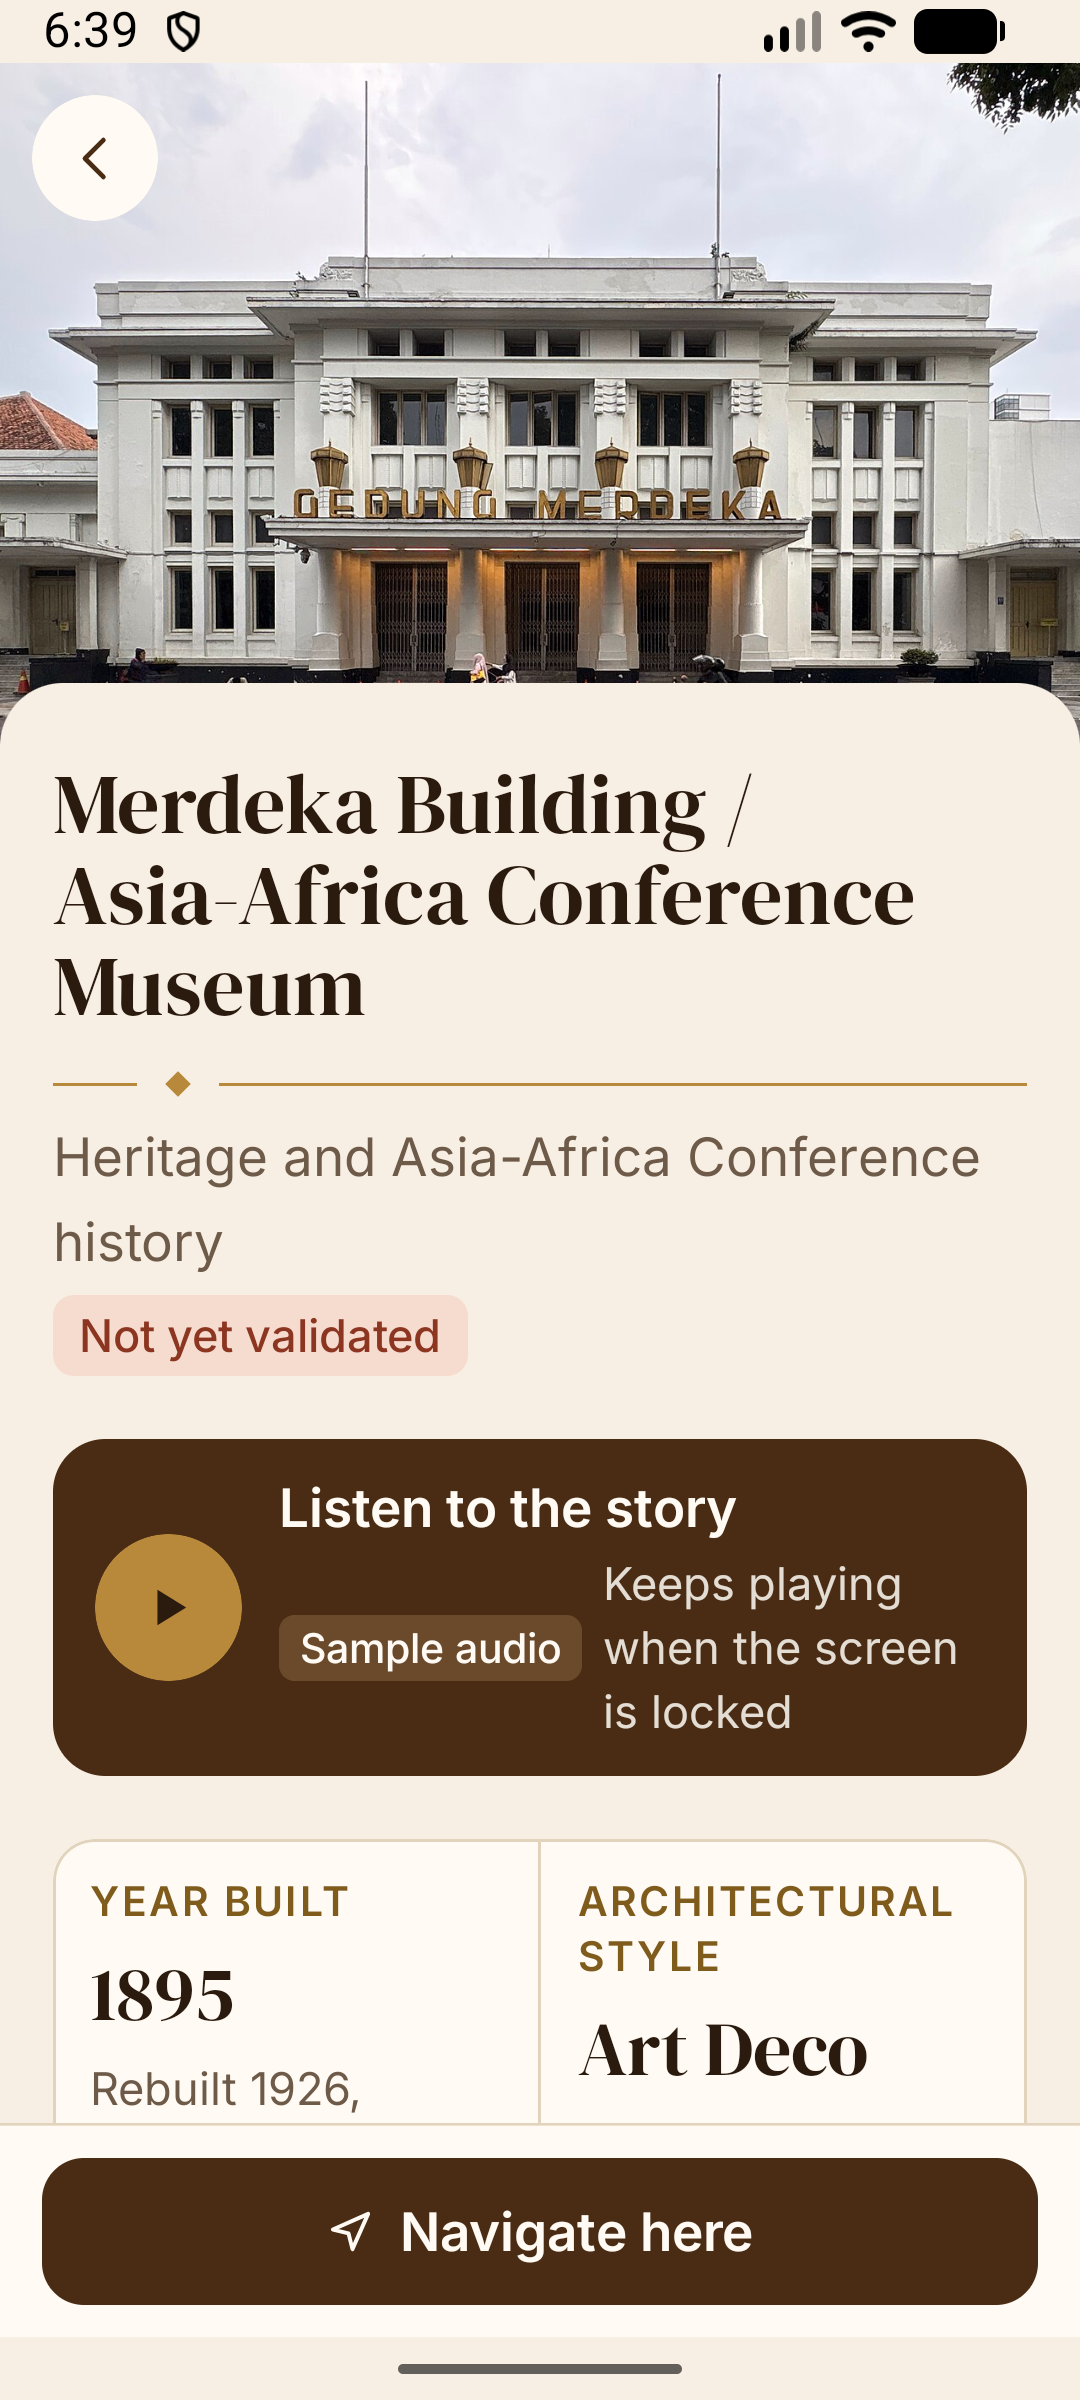 6:39
GEDUNG MERDEKA
Merdeka Building /
Asia-Africa Conference
Museum
Heritage and Asia-Africa Conference
history
Not yet validated
Listen to the story
Sample audio
Keeps playing
when the screen
is locked
YEAR BUILT
1895
Rebuilt 1926,
ARCHITECTURAL
STYLE
Art Deco
Navigate here